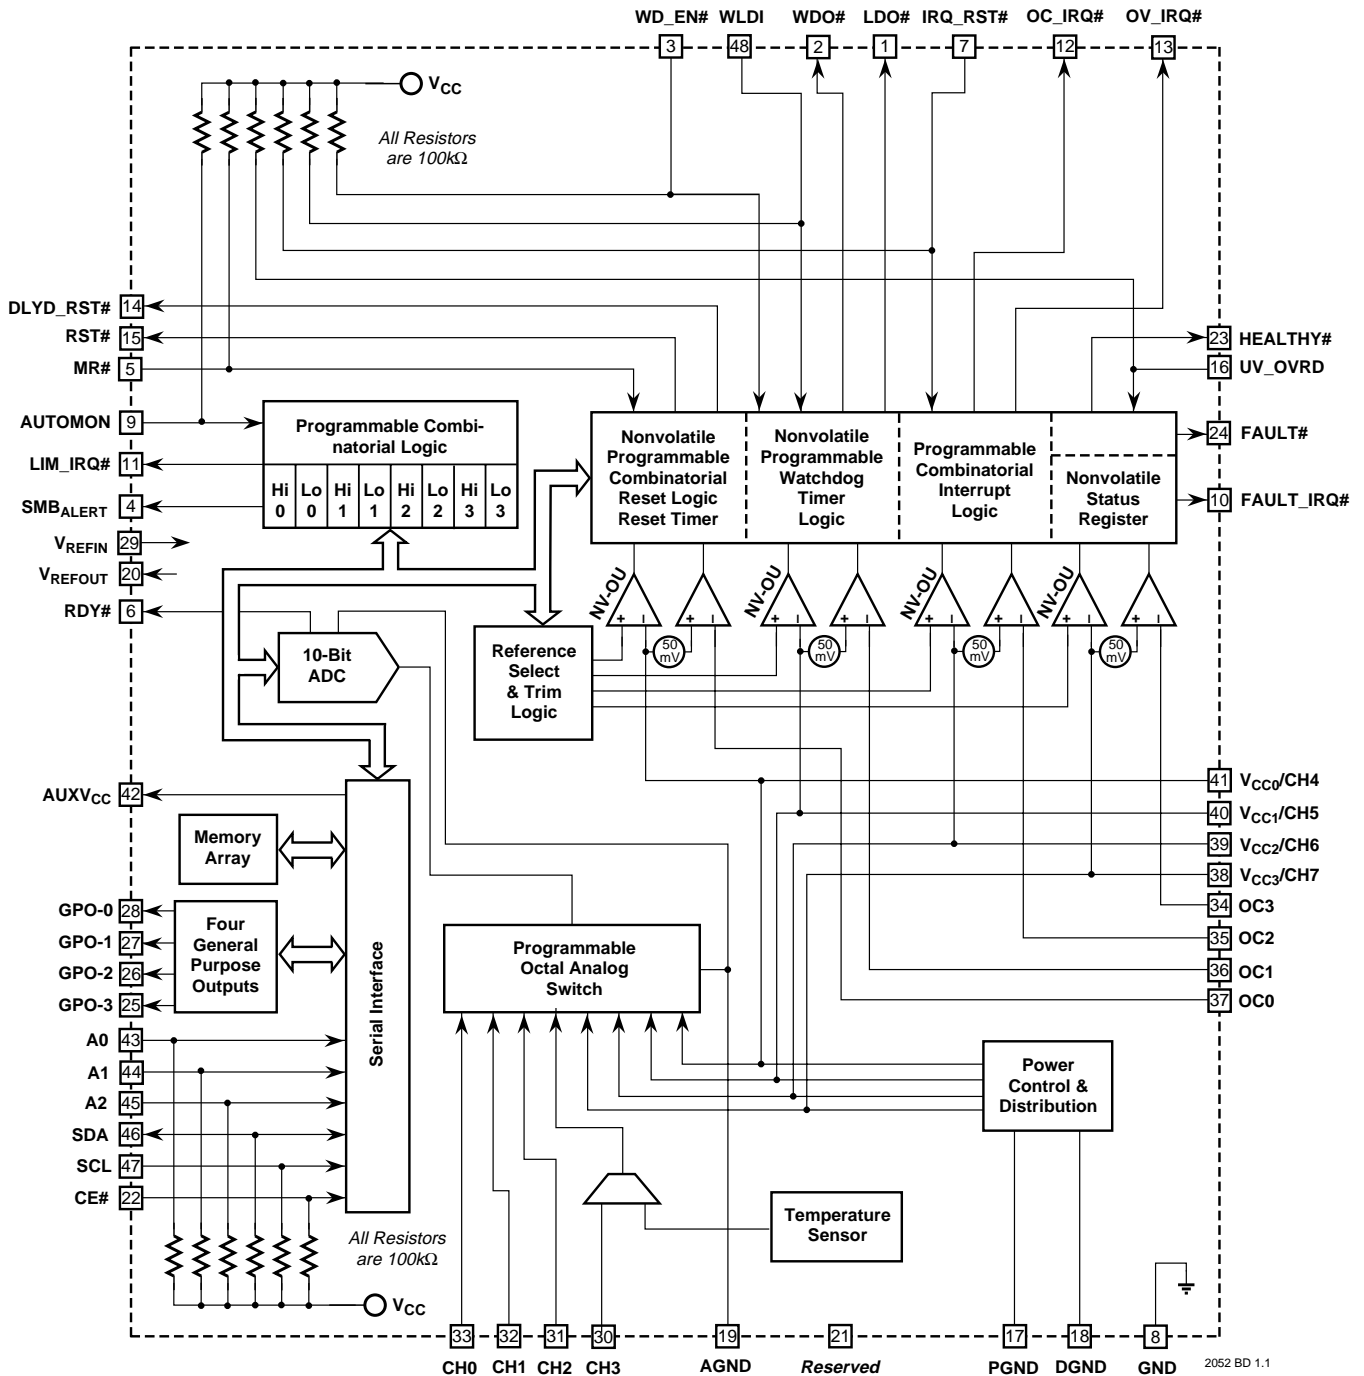 WD_EN# WLDI WDO# LDO# IRQ_RST# OC_IRQ# OV_IRQ#
3 48 2 1 7 12 13
VCC
All Resistors
are 100kΩ
DLYD_RST# 14
RST# 15
MR# 5
AUTOMON 9
LIM_IRQ# 11
SMBALERT 4
VREFIN 29
VREFOUT 20
RDY# 6
23 HEALTHY#
16 UV_OVRD
24 FAULT#
10 FAULT_IRQ#
Programmable Combi-
natorial Logic
Hi Lo Hi Lo Hi Lo Hi Lo
0 0 1 1 2 2 3 3
Nonvolatile
Programmable
Combinatorial
Reset Logic
Reset Timer
Nonvolatile
Programmable
Watchdog
Timer
Logic
Programmable
Combinatorial
Interrupt
Logic
Nonvolatile
Status
Register
NV-OU NV-OU NV-OU NV-OU
+ – + – + – + – + – + – + – + –
50 50 50 50
mV mV mV mV
10-Bit
ADC
Reference
Select
& Trim
Logic
AUXVCC 42
Memory
Array
GPO-0 28
GPO-1 27
GPO-2 26
GPO-3 25
Four
General
Purpose
Outputs
Serial Interface
Programmable
Octal Analog
Switch
41 VCC0/CH4
40 VCC1/CH5
39 VCC2/CH6
38 VCC3/CH7
34 OC3
35 OC2
36 OC1
37 OC0
A0 43
A1 44
A2 45
SDA 46
SCL 47
CE# 22
Power
Control &
Distribution
Temperature
Sensor
All Resistors
are 100kΩ
VCC
33 32 31 30 19 21 17 18 8
CH0 CH1 CH2 CH3 AGND Reserved PGND DGND GND
2052 BD 1.1